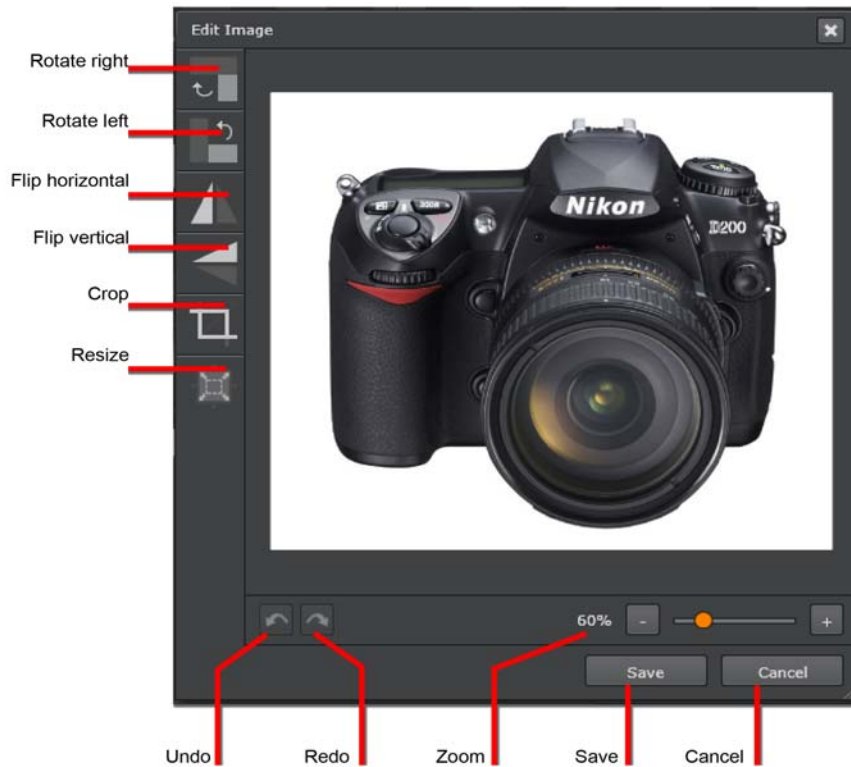 Edit Image
Rotate right
Rotate left
Flip horizontal
Flip vertical
Crop
Resize
Nikon
D200
60%
-
+
Save
Cancel
Undo
Redo
Zoom
Save
Cancel